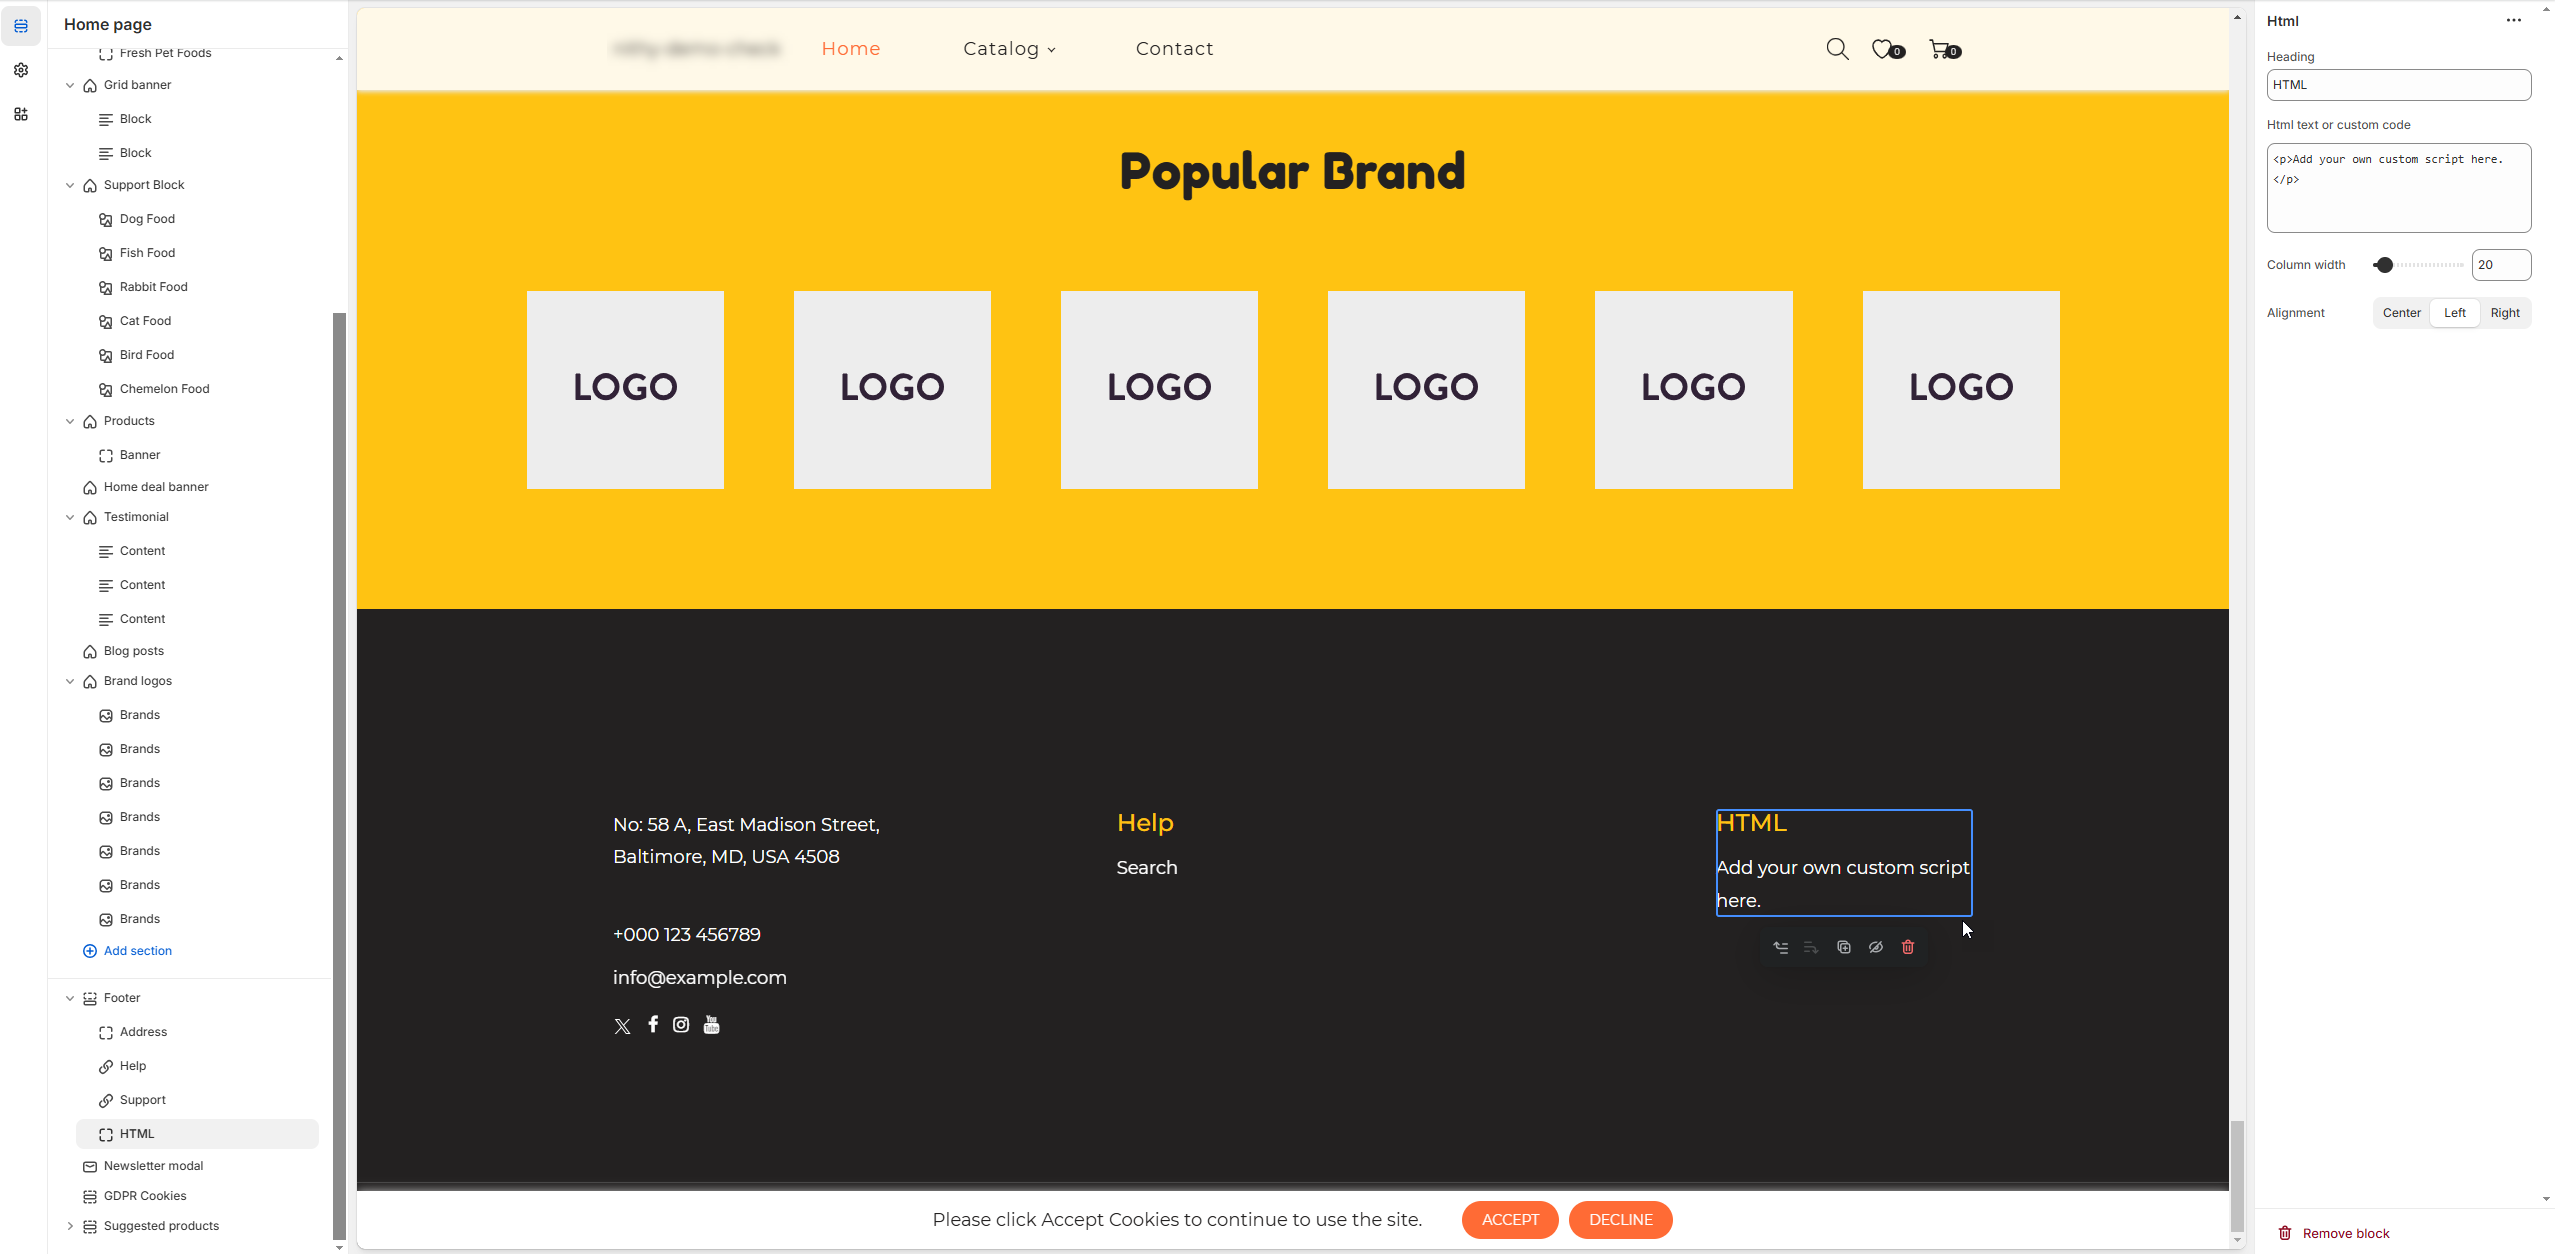 Home page
Fresh Pet Foods
Grid banner
Block
Block
Support Block
Dog Food
Fish Food
Rabbit Food
Cat Food
Bird Food
Chemelon Food
Products
Banner
Home deal banner
Testimonial
Content
Content
Content
Blog posts
Brand logos
Brands
Brands
Brands
Brands
Brands
Brands
Brands
Add section
Footer
Address
Help
Support
HTML
Newsletter modal
GDPR Cookies
Suggested products
Home
Catalog
Contact
0
0
Popular Brand
LOGO LOGO LOGO LOGO LOGO LOGO
No: 58 A, East Madison Street,
Baltimore, MD, USA 4508
+000 123 456789
info@example.com
You
Tube
Help
Search
HTML
Add your own custom script
here.
Please click Accept Cookies to continue to use the site.
ACCEPT
DECLINE
Html
Heading
HTML
Html text or custom code
<p>Add your own custom script here.
</p>
Column width
20
Alignment
Center
Left
Right
Remove block